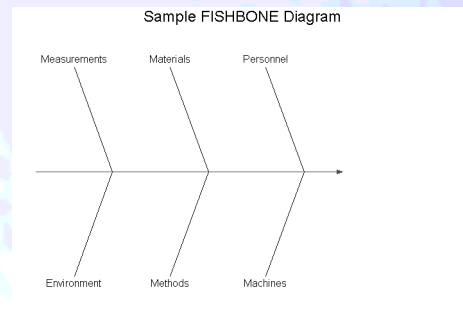 Sample FISHBONE Diagram
Measurements Materials Personnel
Environment Methods Machines